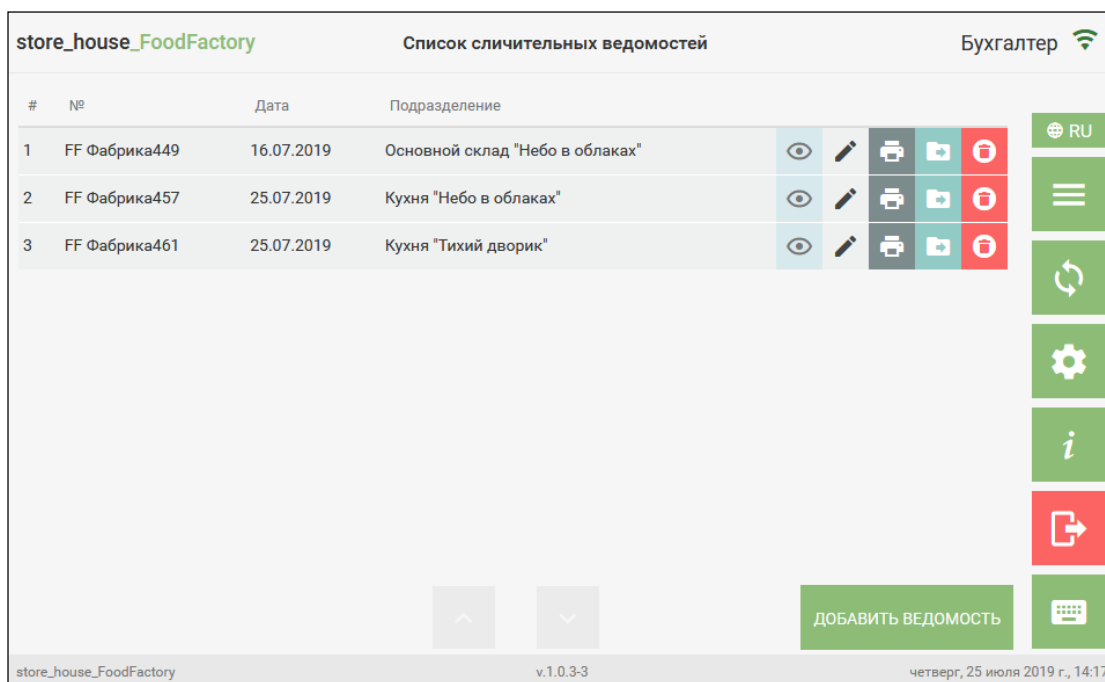 store_house_FoodFactory Список сличительных ведомостей Бухгалтер
# № Дата Подразделение
RU
1 FF Фабрика449 16.07.2019 Основной склад "Небо в облаках"
2 FF Фабрика457 25.07.2019 Кухня "Небо в облаках"
3 FF Фабрика461 25.07.2019 Кухня "Тихий дворик"
i
ДОБАВИТЬ ВЕДОМОСТЬ
store_house_FoodFactory v.1.0.3-3 четверг, 25 июля 2019 г., 14:17